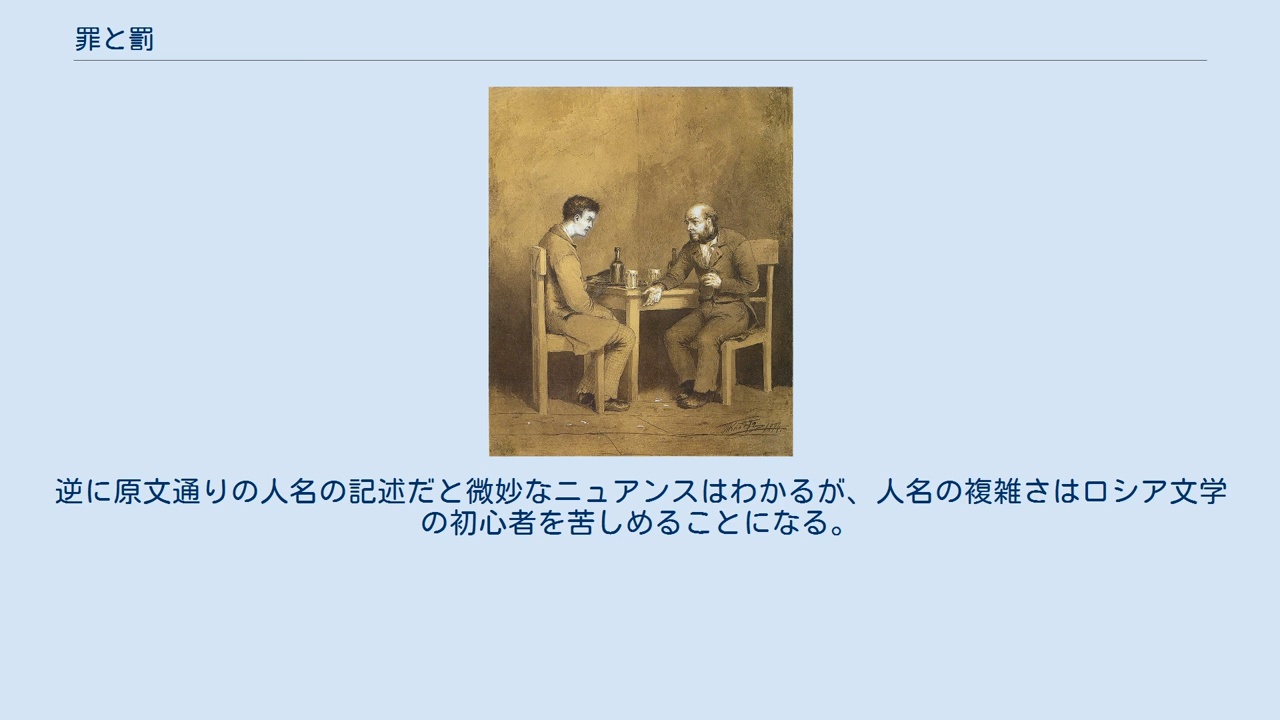 罪と罰
逆に原文通りの人名の記述だと微妙なニュアンスはわかるが、人名の複雑さはロシア文学
の初心者を苦しめることになる。